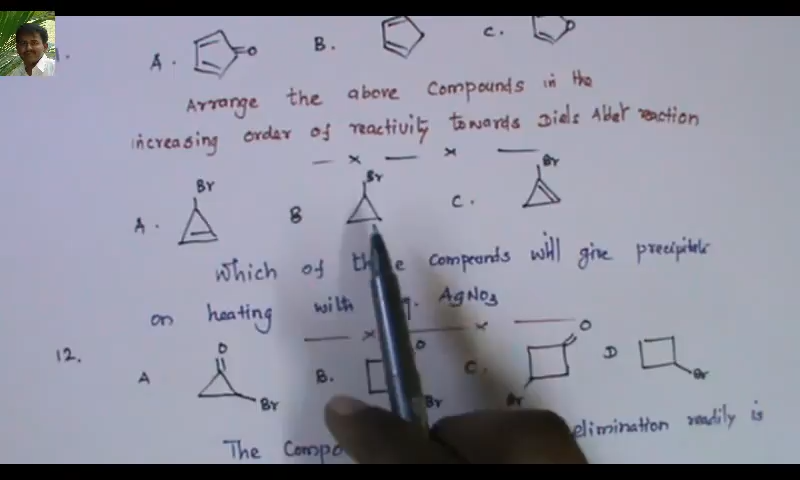 A. O B. C. O
Arrange the above compounds in the
increasing order of reactivity towards Diels Alder reaction
Br Br Br
A. B C.
Which of these compounds will give precipitate
on heating with AgNO3
12. O O O
A B. C. D
Br Br Br Br
The elimination readily is